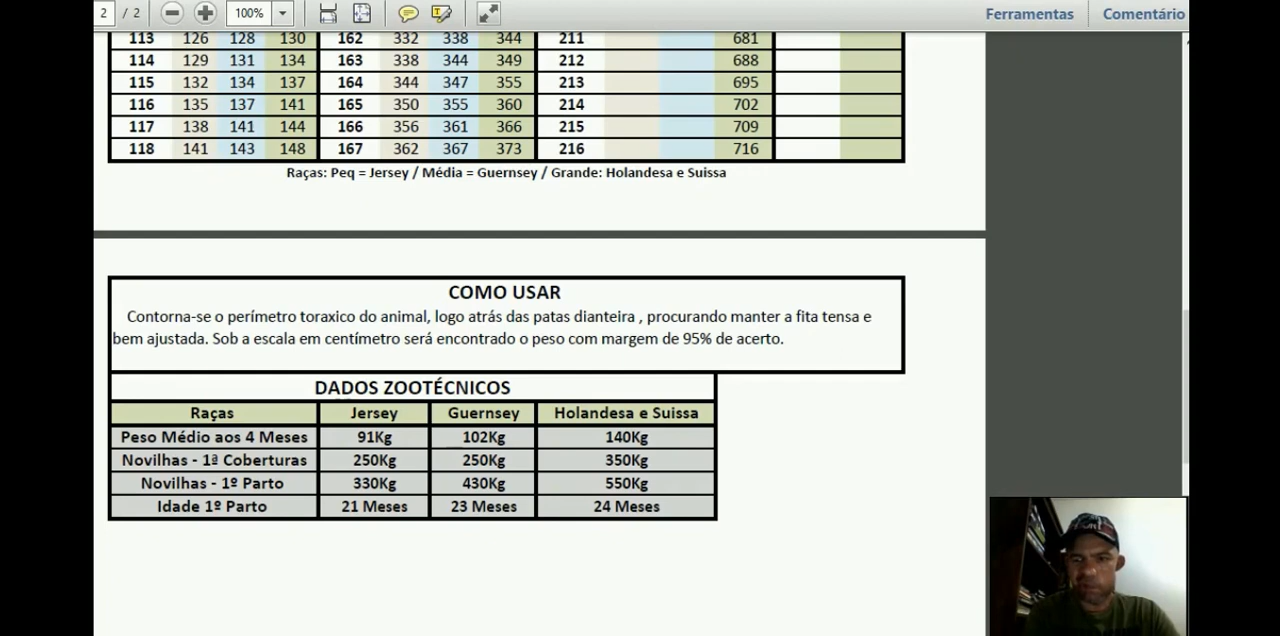 2 / 2 100% Ferramentas Comentário
113 126 128 130 162 332 338 344 211 681
114 129 131 134 163 338 344 349 212 688
115 132 134 137 164 344 347 355 213 695
116 135 137 141 165 350 355 360 214 702
117 138 141 144 166 356 361 366 215 709
118 141 143 148 167 362 367 373 216 716
Raças: Peq = Jersey / Média = Guernsey / Grande: Holandesa e Suissa
COMO USAR
Contorna-se o perímetro toraxico do animal, logo atrás das patas dianteira , procurando manter a fita tensa e
bem ajustada. Sob a escala em centímetro será encontrado o peso com margem de 95% de acerto.
DADOS ZOOTÉCNICOS
Raças Jersey Guernsey Holandesa e Suissa
Peso Médio aos 4 Meses 91Kg 102Kg 140Kg
Novilhas - 1ª Coberturas 250Kg 250Kg 350Kg
Novilhas - 1º Parto 330Kg 430Kg 550Kg
Idade 1º Parto 21 Meses 23 Meses 24 Meses